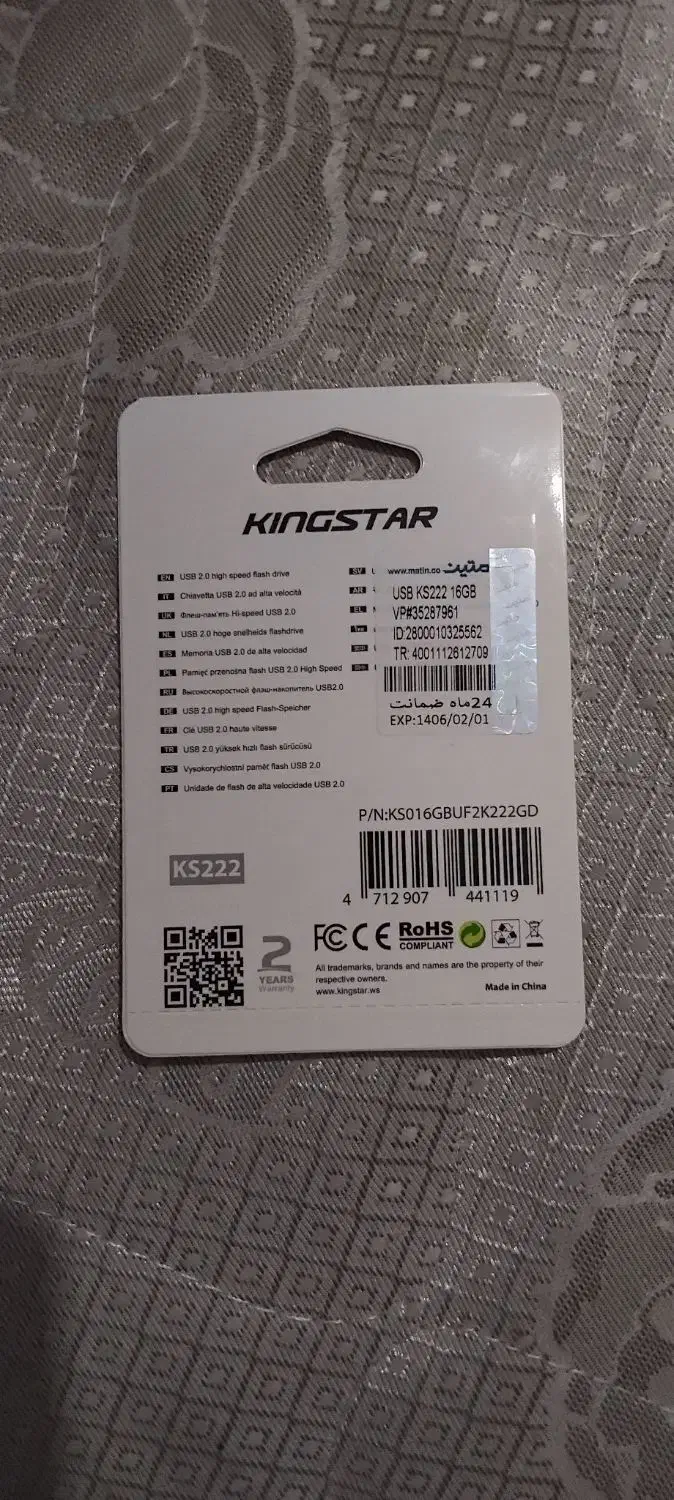 KINGSTAR
EN USB 2.0 high speed flash drive
IT Chiavetta USB 2.0 ad alta velocità
UK Флеш-пам'ять Hi-speed USB 2.0
NL USB 2.0 hoge snelheids flashdrive
ES Memoria USB 2.0 de alta velocidad
PL Pamięć przenośna flash USB 2.0 High Speed
RU Высокоскоростной флаш-накопитель USB2.0
DE USB 2.0 high speed Flash-Speicher
FR Clé USB 2.0 haute vitesse
TR USB 2.0 yüksek hızlı flash sürücüsü
CS Vysokorychlostní paměť flash USB 2.0
PT Unidade de flash de alta velocidade USB 2.0
SV
AR
EL
www.matin.co متین
USB KS222 16GB
VP#35287961
ID:2800010325562
TR: 4001112612709
24ماه ضمانت
EXP:1406/02/01
P/N:KS016GBUF2K222GD
4 712 907 441119
KS222
2 YEARS
Warranty
FC CE RoHS
COMPLIANT
All trademarks, brands and names are the property of their
respective owners.
www.kingstar.ws
Made in China